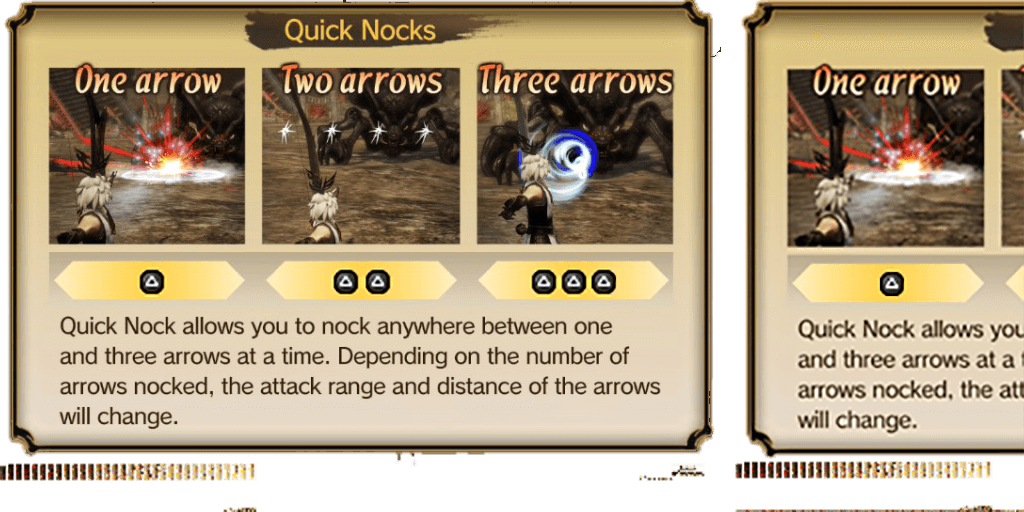 Quick Nocks
One arrow
Two arrows
Three arrows
Quick Nock allows you to nock anywhere between one
and three arrows at a time. Depending on the number of
arrows nocked, the attack range and distance of the arrows
will change.
One arrow
Quick Nock allows you
and three arrows at a
arrows nocked, the att
will change.